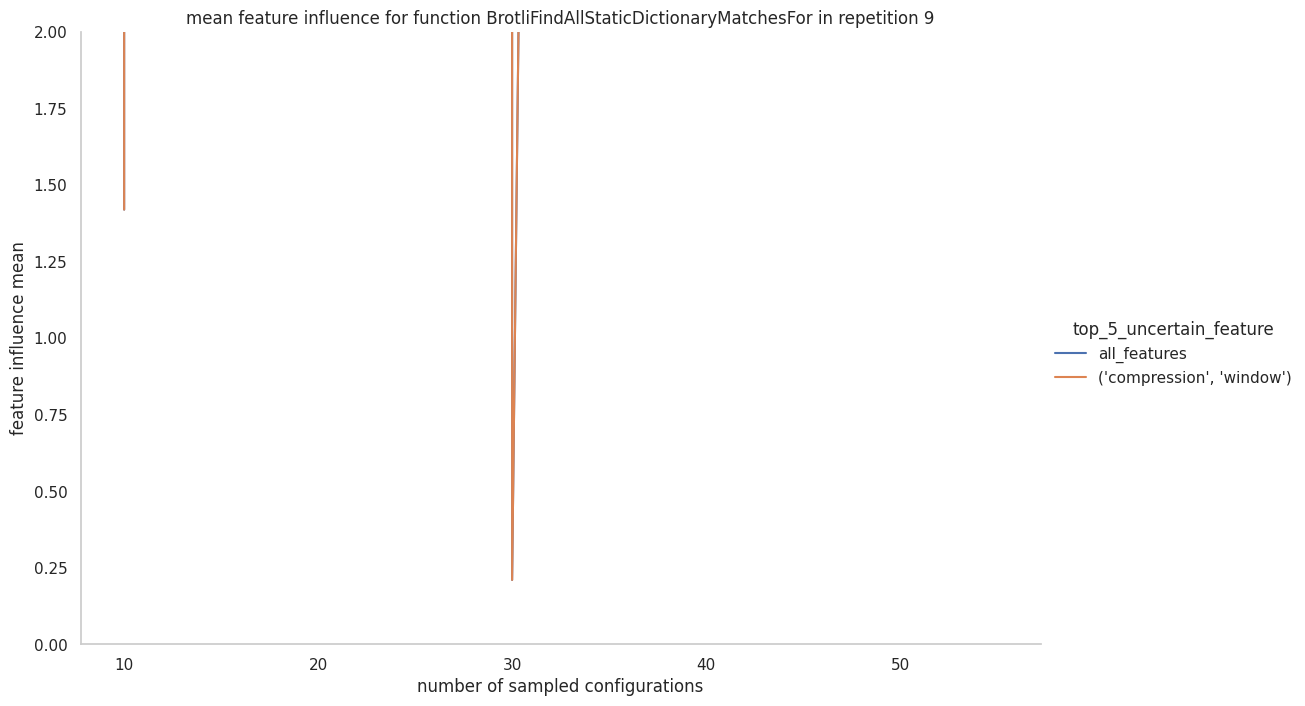 mean feature influence for function BrotliFindAllStaticDictionaryMatchesFor in repetition 9
2.00
1.75
1.50
1.25
1.00
0.75
0.50
0.25
0.00
feature influence mean
10 20 30 40 50
number of sampled configurations
top_5_uncertain_feature
all_features
('compression', 'window')